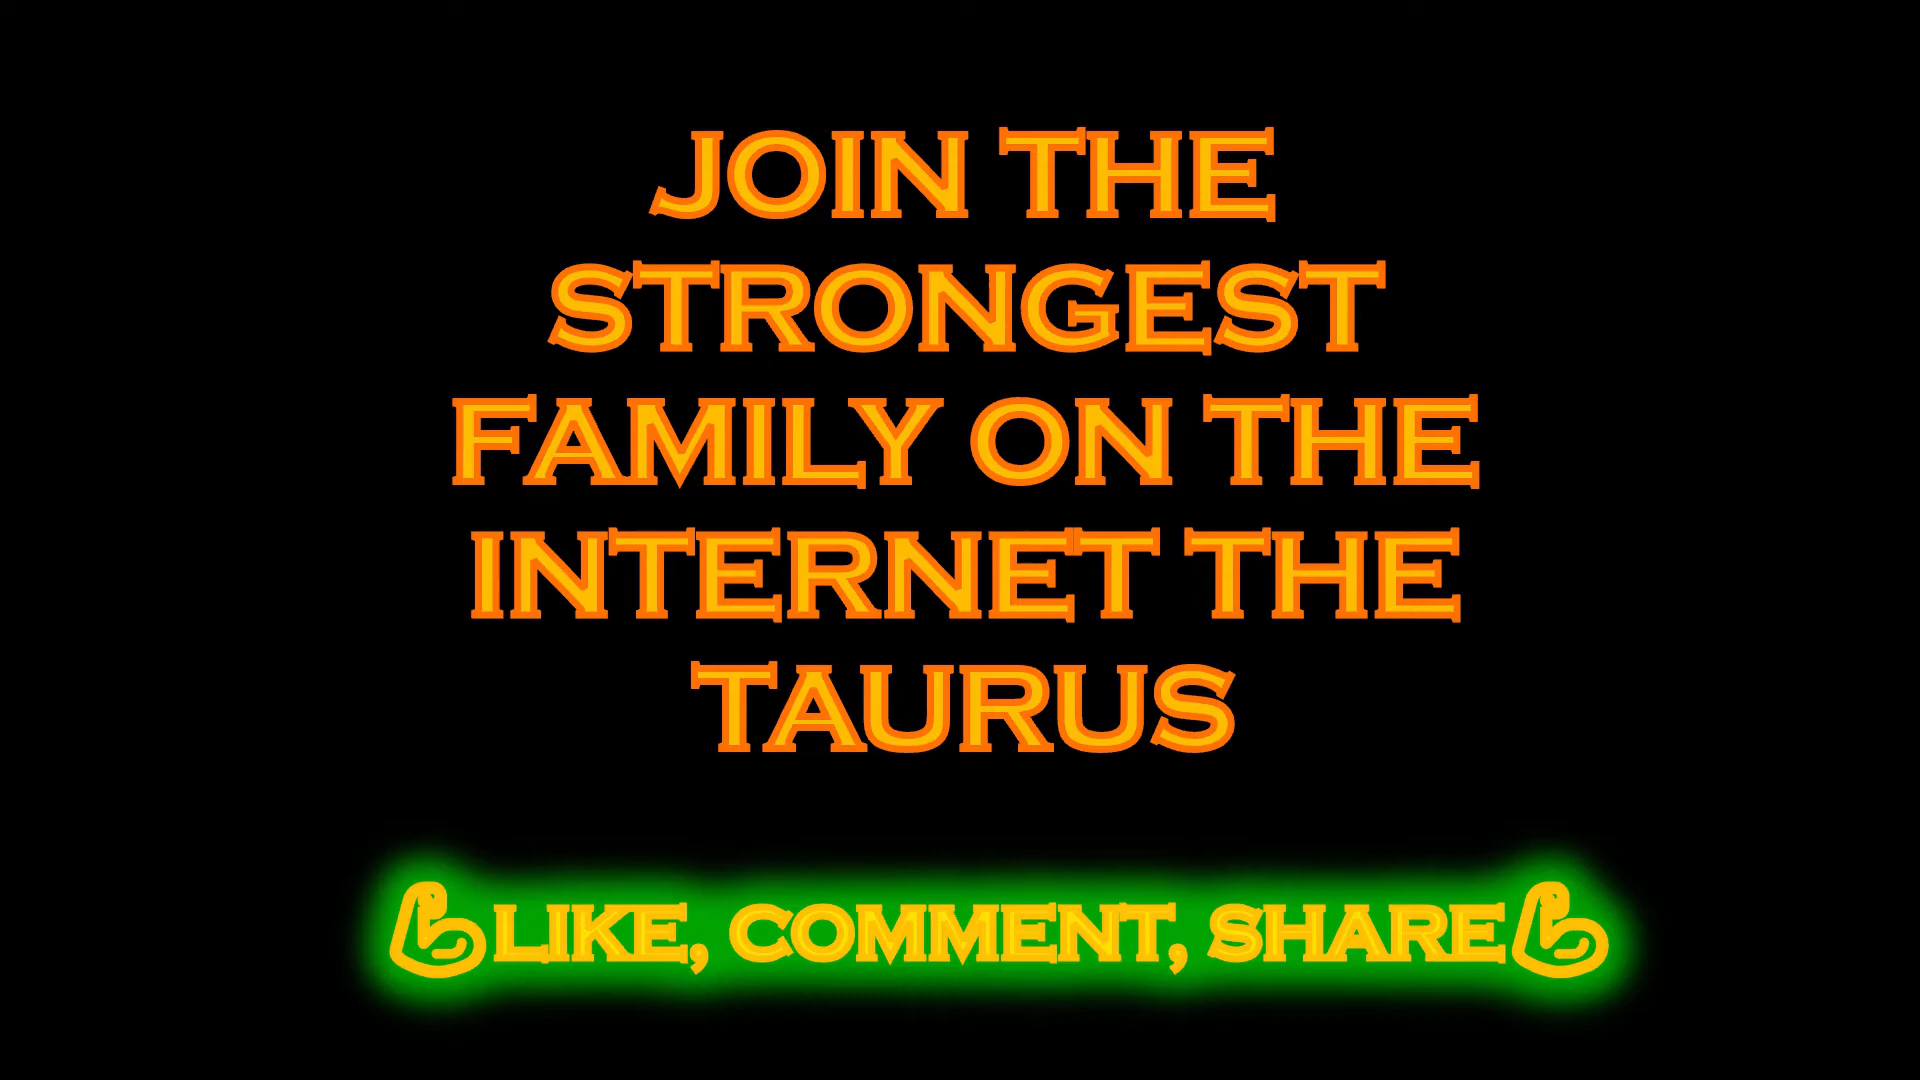 JOIN THE
STRONGEST
FAMILY ON THE
INTERNET THE
TAURUS
💪LIKE, COMMENT, SHARE💪